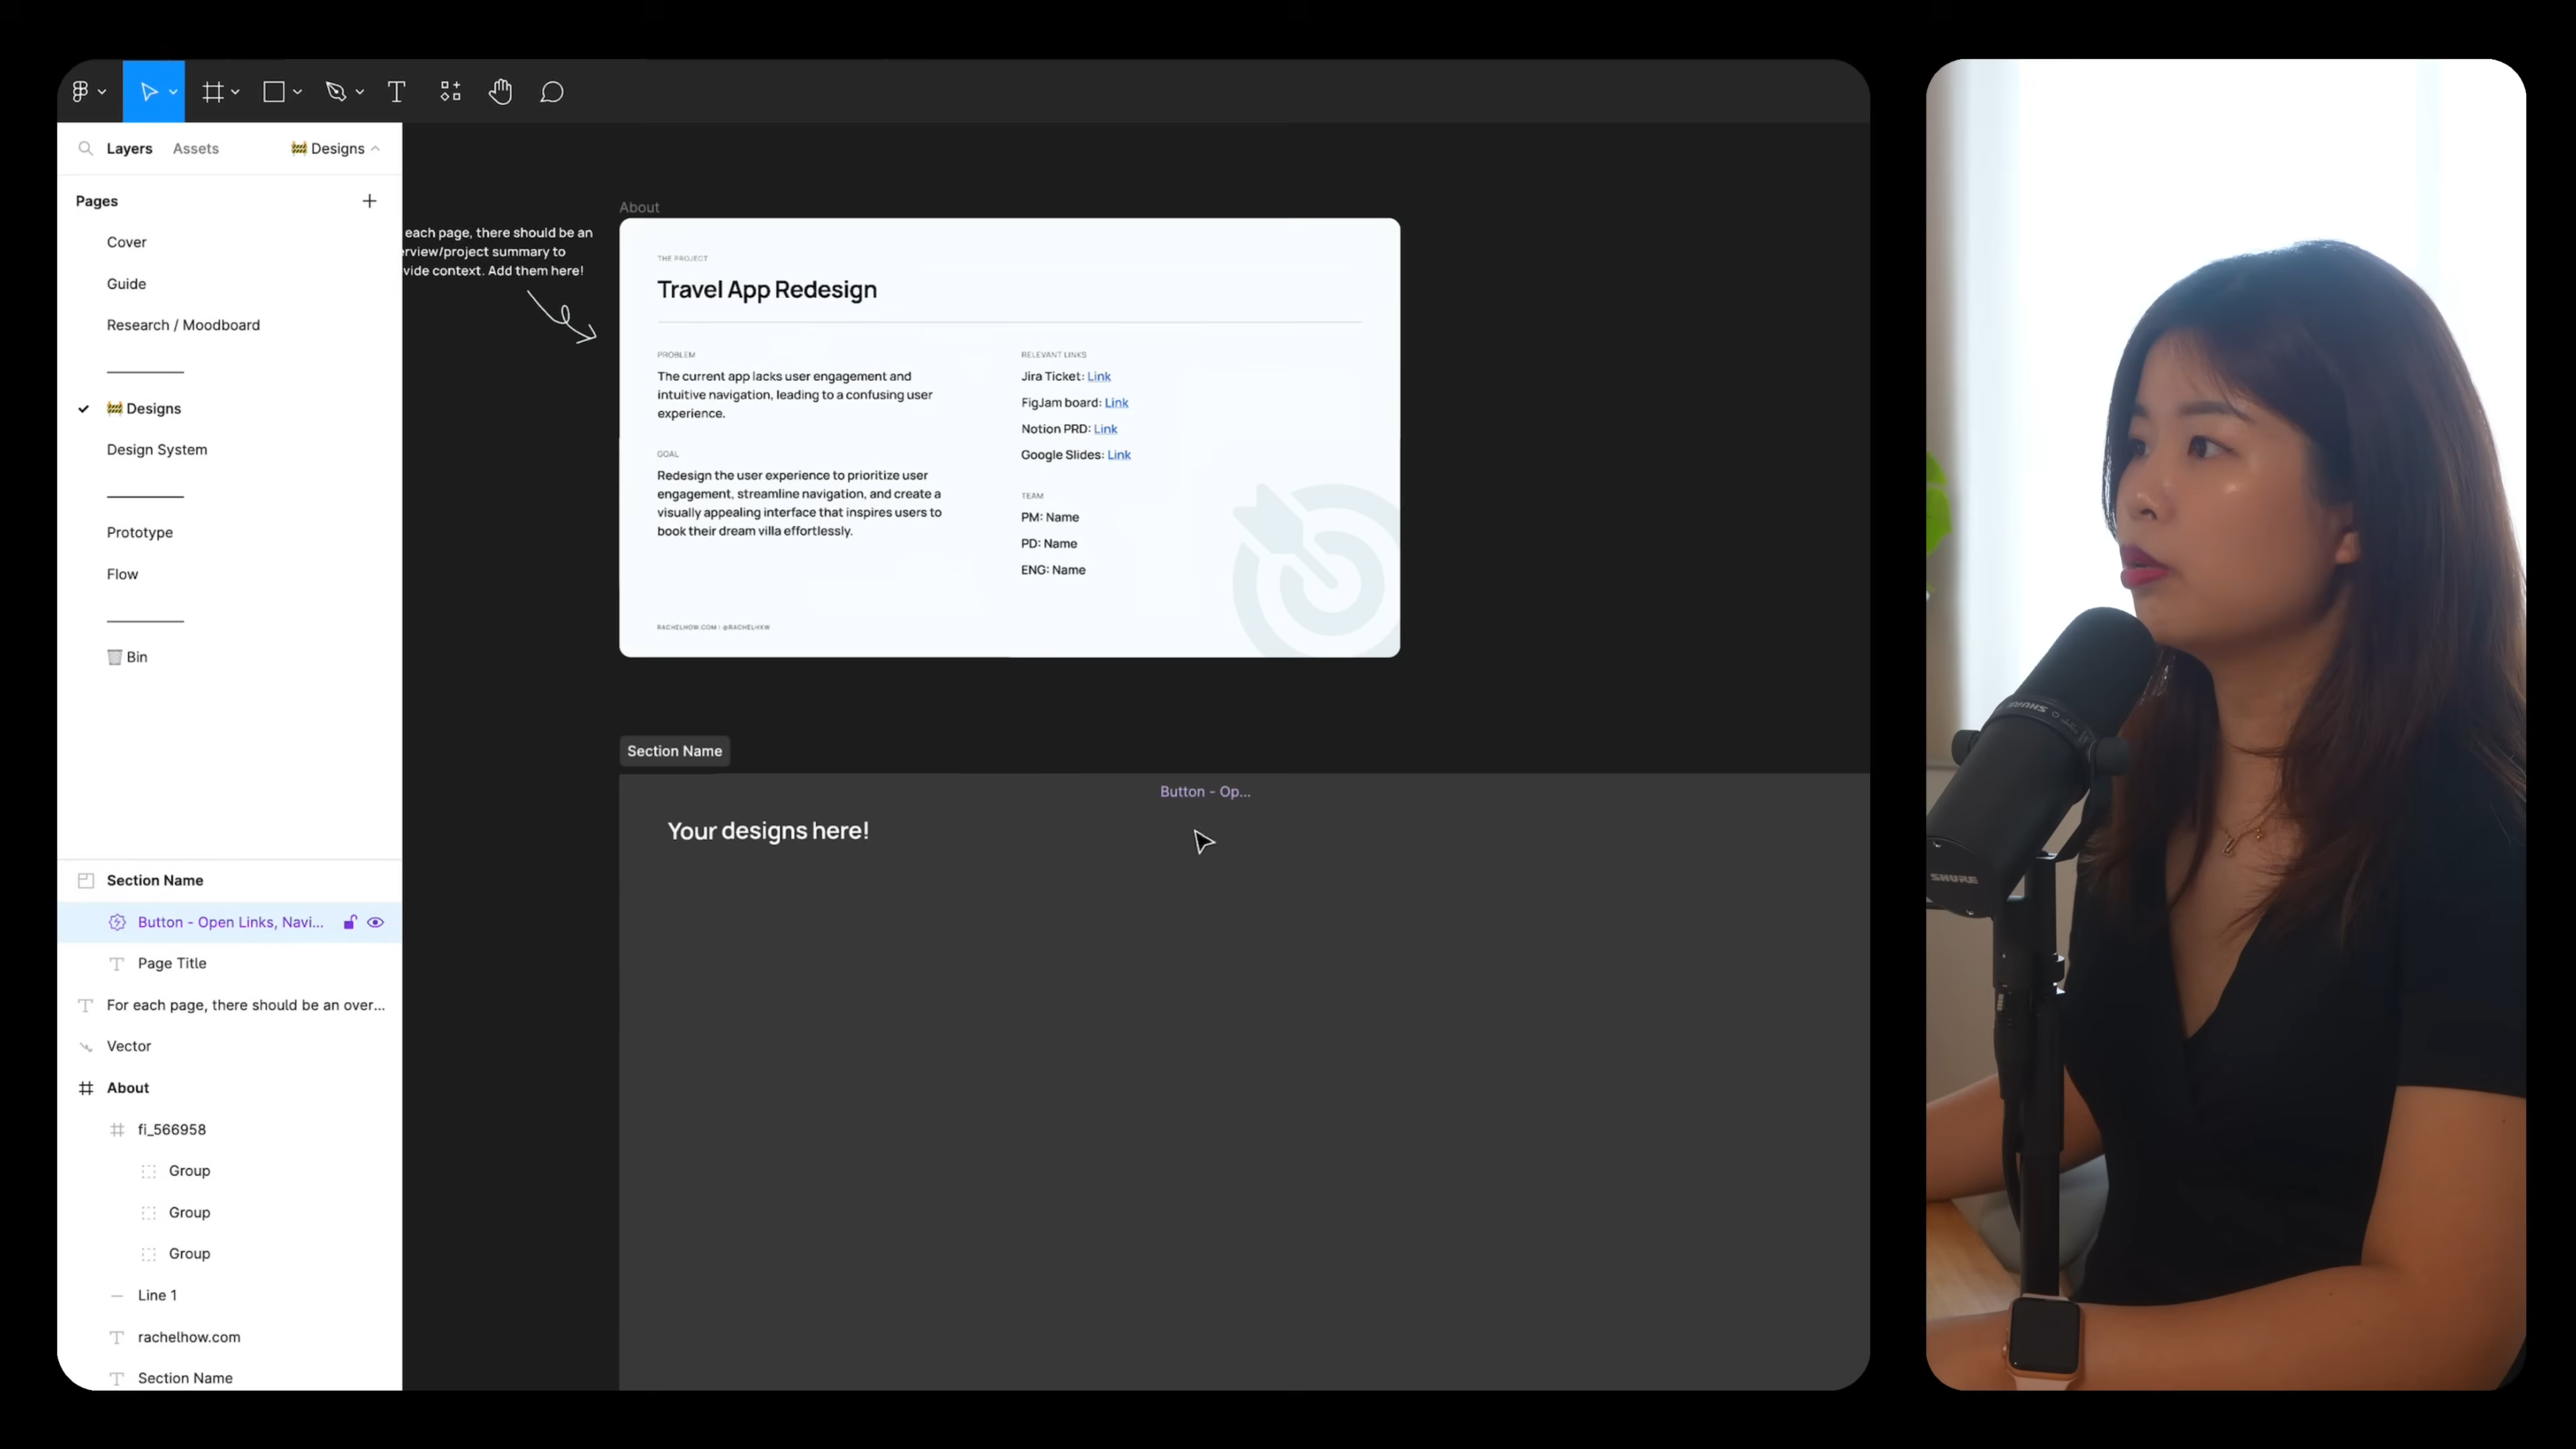 Layers
Assets
Designs
Pages
Cover
Guide
Research / Moodboard
Designs
Design System
Prototype
Flow
Bin
Section Name
Button - Open Links, Navi...
Page Title
For each page, there should be an over...
Vector
About
fi_566958
Group
Group
Group
Line 1
rachelhow.com
Section Name
each page, there should be an
rview/project summary to
vide context. Add them here!
About
THE PROJECT
Travel App Redesign
PROBLEM
The current app lacks user engagement and
intuitive navigation, leading to a confusing user
experience.
GOAL
Redesign the user experience to prioritize user
engagement, streamline navigation, and create a
visually appealing interface that inspires users to
book their dream villa effortlessly.
RACHELHOW.COM | @RACHELHXW
RELEVANT LINKS
Jira Ticket: Link
FigJam board: Link
Notion PRD: Link
Google Slides: Link
TEAM
PM: Name
PD: Name
ENG: Name
Section Name
Button - Op...
Your designs here!
SHURE
SHURE